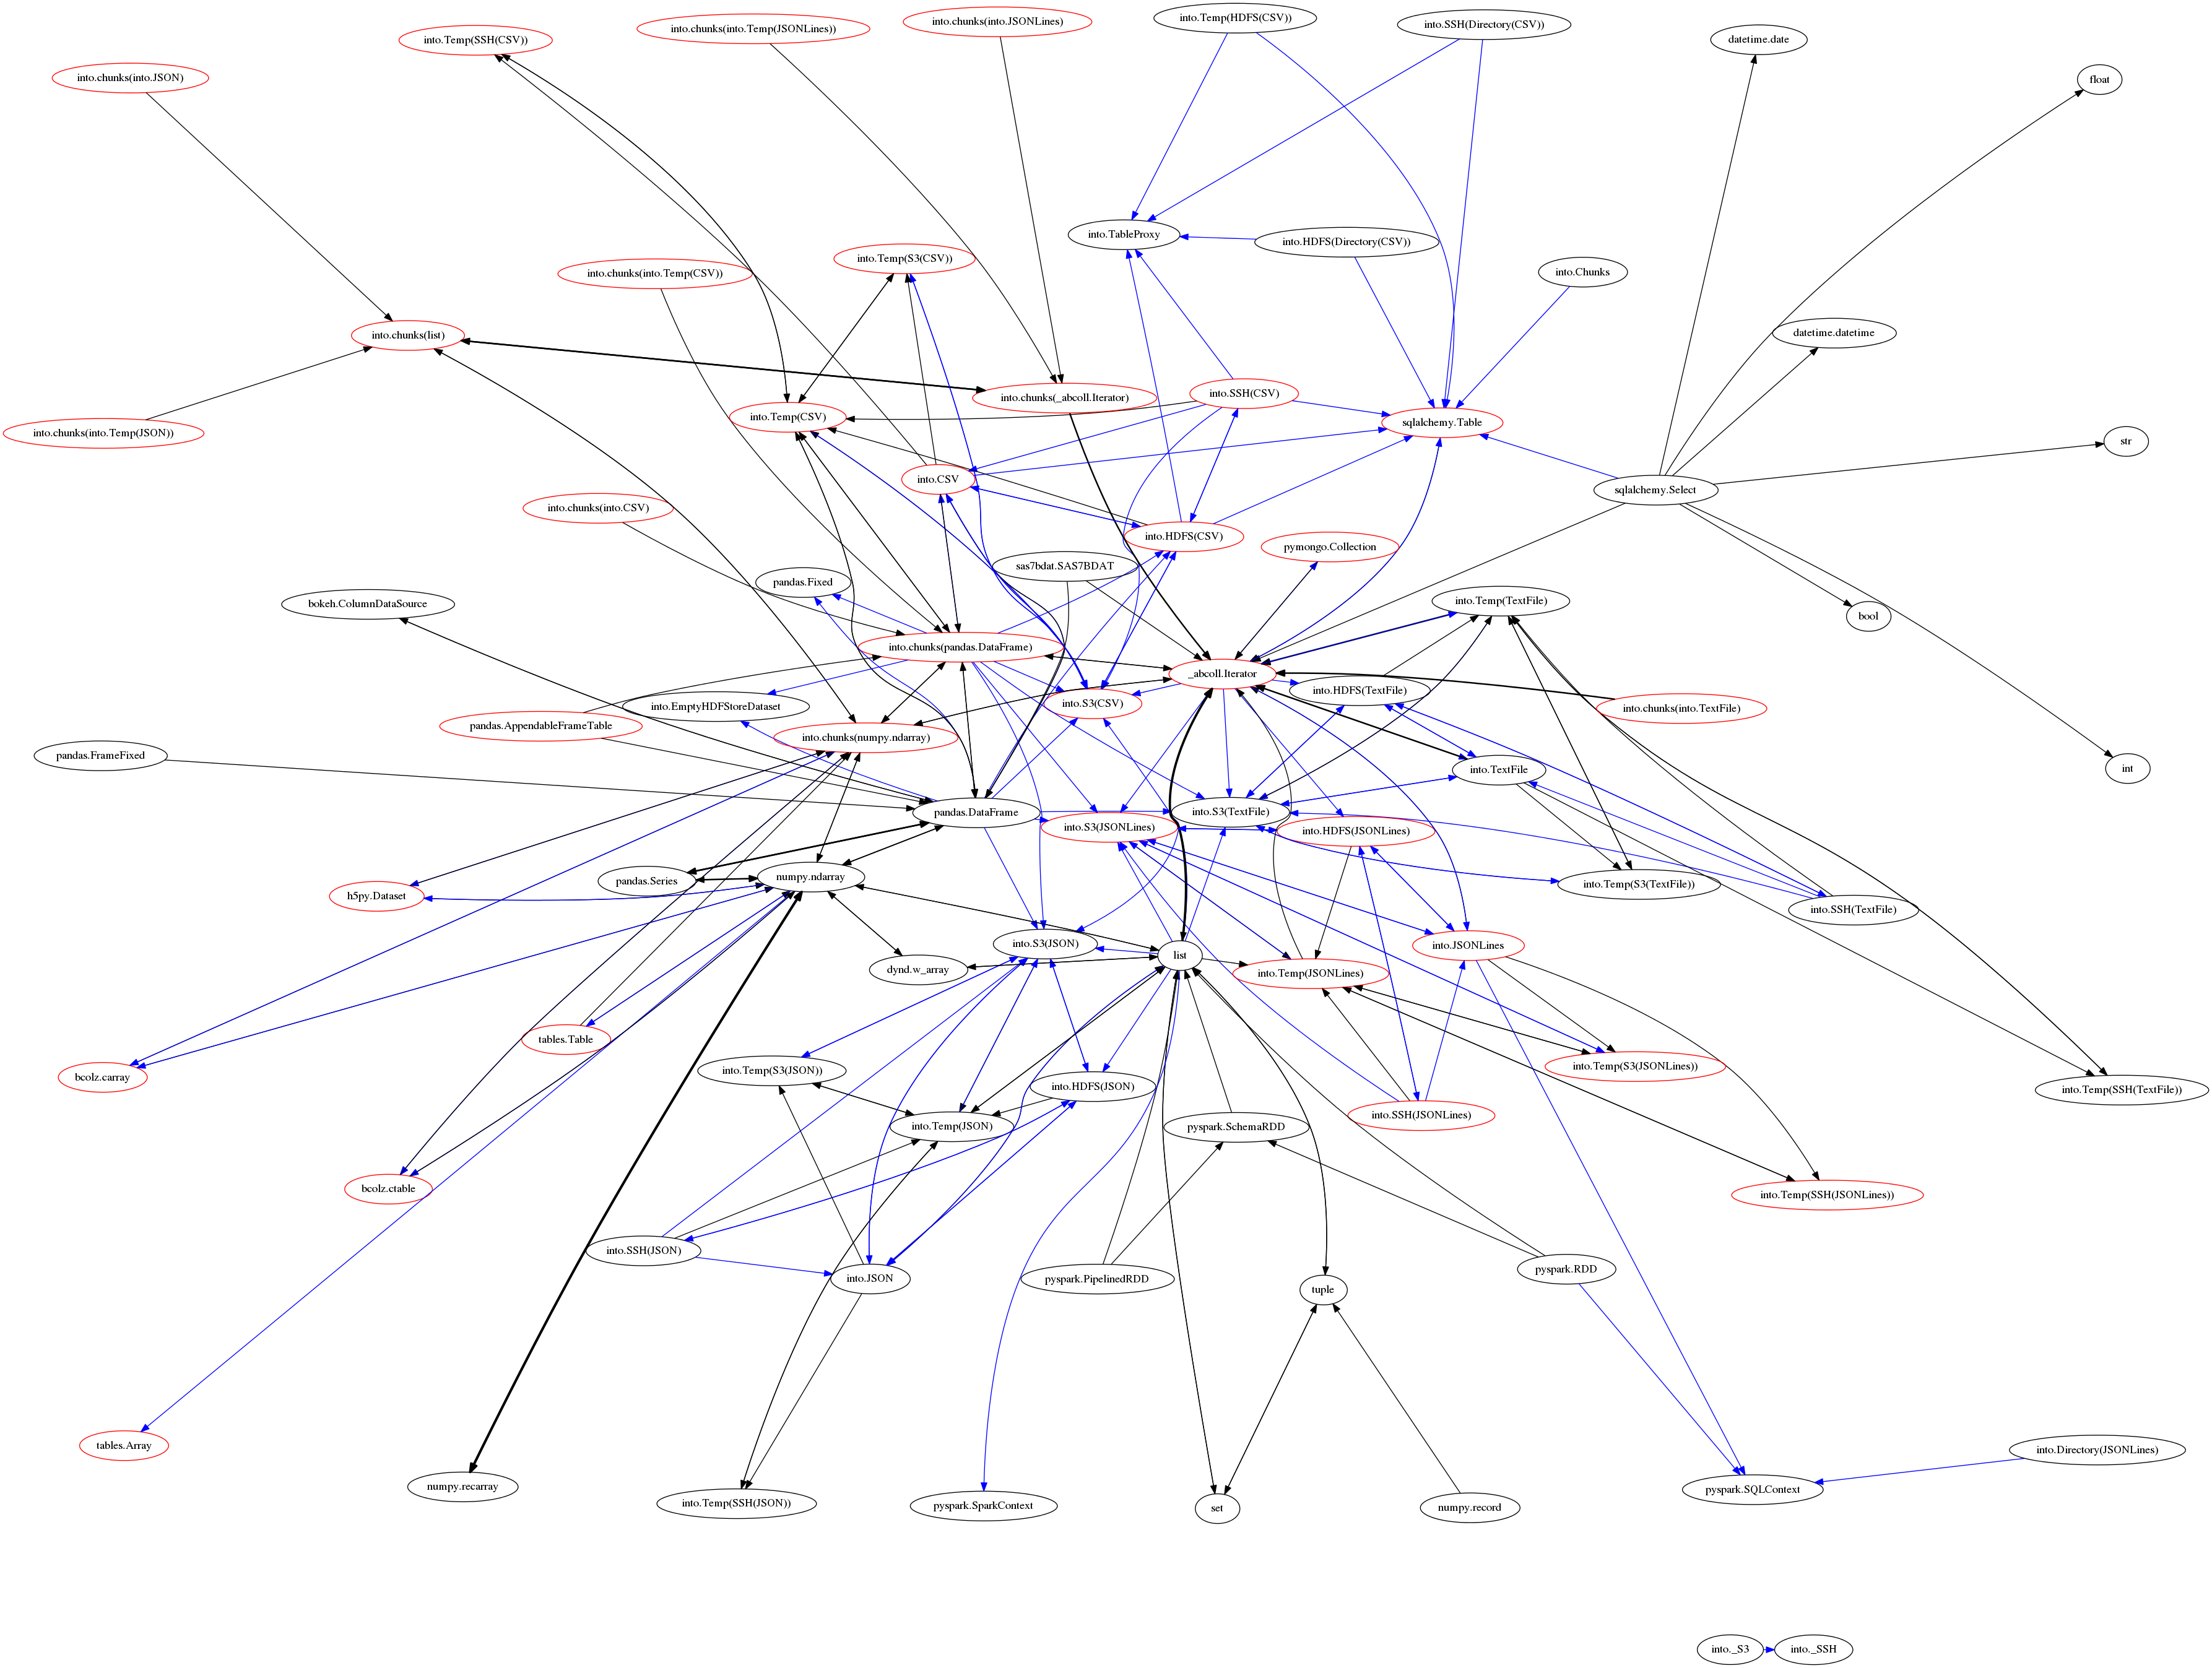 into.Temp(HDFS(CSV))
into.chunks(into.JSONLines)
into.SSH(Directory(CSV))
into.chunks(into.Temp(JSONLines))
into.Temp(SSH(CSV))
datetime.date
into.chunks(into.JSON)
float
into.TableProxy
into.HDFS(Directory(CSV))
into.Temp(S3(CSV))
into.chunks(into.Temp(CSV))
into.Chunks
datetime.datetime
into.chunks(list)
into.SSH(CSV)
into.chunks(_abcoll.Iterator)
into.Temp(CSV)
sqlalchemy.Table
into.chunks(into.Temp(JSON))
str
into.CSV
sqlalchemy.Select
into.chunks(into.CSV)
into.HDFS(CSV)
pymongo.Collection
sas7bdat.SAS7BDAT
pandas.Fixed
into.Temp(TextFile)
bokeh.ColumnDataSource
bool
into.chunks(pandas.DataFrame)
_abcoll.Iterator
into.HDFS(TextFile)
into.S3(CSV)
into.EmptyHDFStoreDataset
into.chunks(into.TextFile)
pandas.AppendableFrameTable
into.chunks(numpy.ndarray)
pandas.FrameFixed
int
into.TextFile
pandas.DataFrame
into.S3(TextFile)
into.S3(JSONLines)
into.HDFS(JSONLines)
numpy.ndarray
pandas.Series
into.Temp(S3(TextFile))
h5py.Dataset
into.SSH(TextFile)
into.S3(JSON)
into.JSONLines
list
dynd.w_array
into.Temp(JSONLines)
tables.Table
into.Temp(S3(JSONLines))
into.Temp(S3(JSON))
bcolz.carray
into.HDFS(JSON)
into.Temp(SSH(TextFile))
into.SSH(JSONLines)
into.Temp(JSON)
pyspark.SchemaRDD
bcolz.ctable
into.Temp(SSH(JSONLines))
into.SSH(JSON)
pyspark.RDD
into.JSON
pyspark.PipelinedRDD
tuple
tables.Array
into.Directory(JSONLines)
numpy.recarray
pyspark.SQLContext
into.Temp(SSH(JSON))
pyspark.SparkContext
set
numpy.record
into._S3
into._SSH